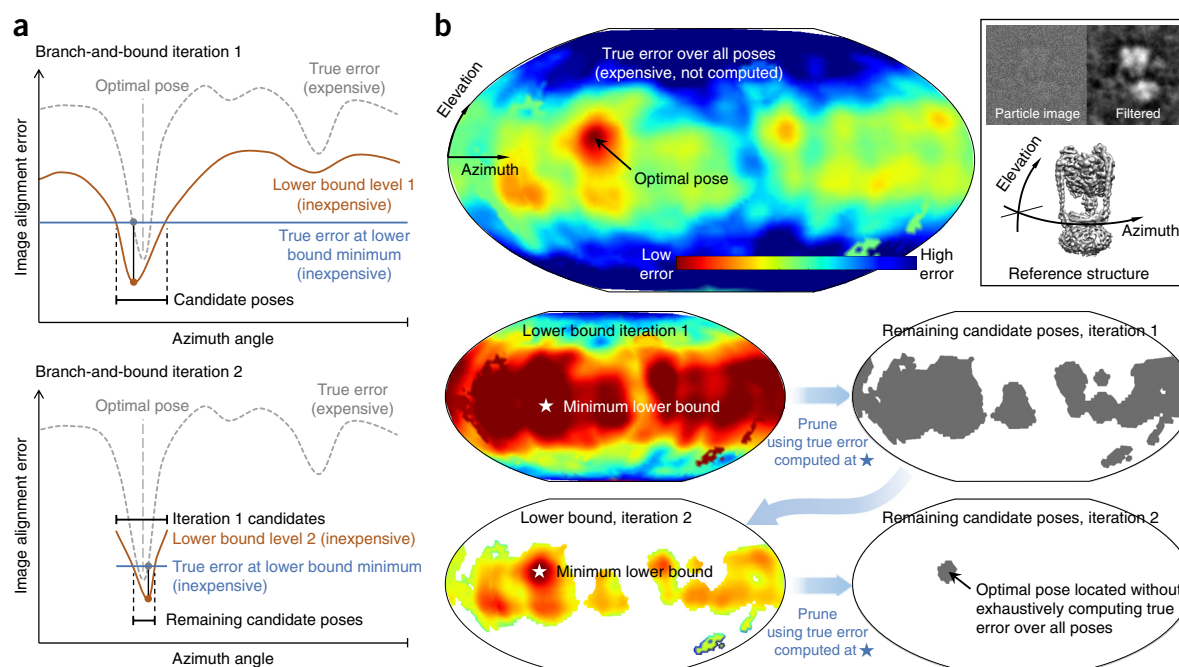 a
Branch-and-bound iteration 1
Optimal pose
True error
(expensive)
Image alignment error
Lower bound level 1
(inexpensive)
True error at lower
bound minimum
(inexpensive)
Candidate poses
Azimuth angle
Branch-and-bound iteration 2
Optimal pose
True error
(expensive)
Image alignment error
Iteration 1 candidates
Lower bound level 2 (inexpensive)
True error at lower bound minimum
(inexpensive)
Remaining candidate poses
Azimuth angle
b
True error over all poses
(expensive, not computed)
Elevation
Azimuth
Optimal pose
Low
error
High
error
Particle image
Filtered
Elevation
Azimuth
Reference structure
Lower bound iteration 1
Minimum lower bound
Prune
using true error
computed at ★
Remaining candidate poses, iteration 1
Lower bound, iteration 2
Minimum lower bound
Prune
using true error
computed at ★
Remaining candidate poses, iteration 2
Optimal pose located without
exhaustively computing true
error over all poses